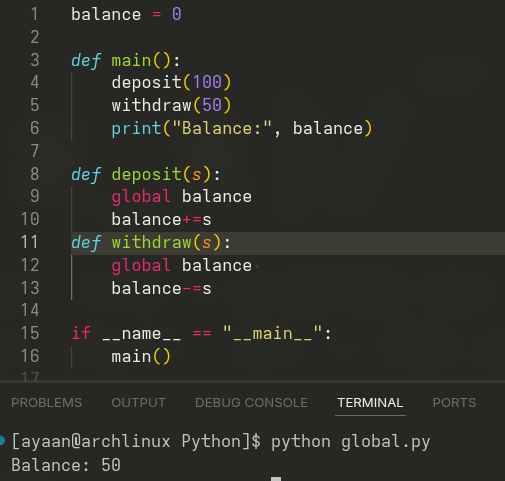 1 balance = 0
2
3 def main():
4     deposit(100)
5     withdraw(50)
6     print("Balance:", balance)
7
8 def deposit(s):
9     global balance
10     balance+=s
11 def withdraw(s):
12     global balance
13     balance-=s
14
15 if __name__ == "__main__":
16     main()
17
PROBLEMS OUTPUT DEBUG CONSOLE TERMINAL PORTS
[ayaan@archlinux Python]$ python global.py
Balance: 50